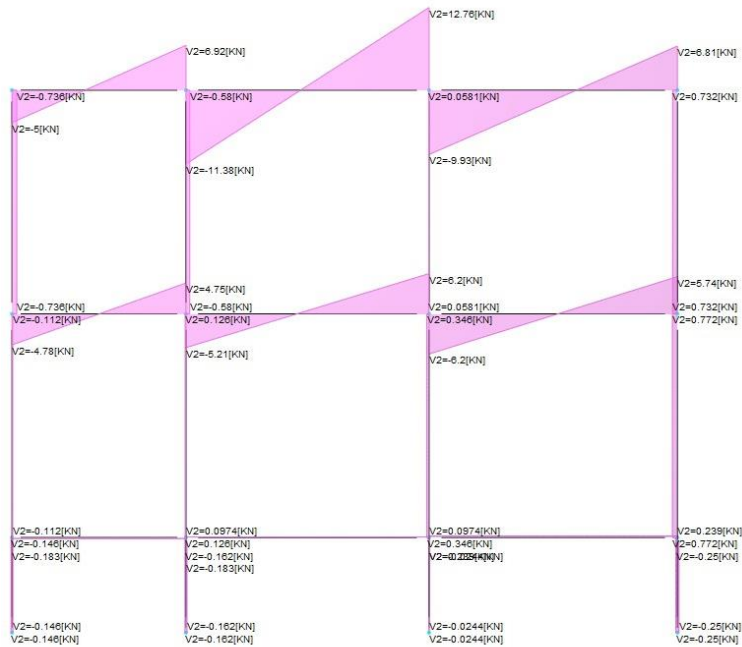 V2=12.76[KN]
V2=6.92[KN]
V2=6.81[KN]
V2=-0.736[KN]
V2=-0.58[KN]
V2=0.0581[KN]
V2=0.732[KN]
V2=-5[KN]
V2=-9.93[KN]
V2=-11.38[KN]
V2=6.2[KN]
V2=5.74[KN]
V2=4.75[KN]
V2=-0.736[KN]
V2=-0.58[KN]
V2=0.0581[KN]
V2=0.732[KN]
V2=-0.112[KN]
V2=0.126[KN]
V2=0.346[KN]
V2=0.772[KN]
V2=-4.78[KN]
V2=-5.21[KN]
V2=-6.2[KN]
V2=-0.112[KN]
V2=0.0974[KN]
V2=0.0974[KN]
V2=0.239[KN]
V2=-0.146[KN]
V2=0.126[KN]
V2=0.346[KN]
V2=0.772[KN]
V2=-0.183[KN]
V2=-0.162[KN]
V2=-0.25[KN]
V2=-0.183[KN]
V2=-0.146[KN]
V2=-0.162[KN]
V2=-0.0244[KN]
V2=-0.25[KN]
V2=-0.146[KN]
V2=-0.162[KN]
V2=-0.0244[KN]
V2=-0.25[KN]